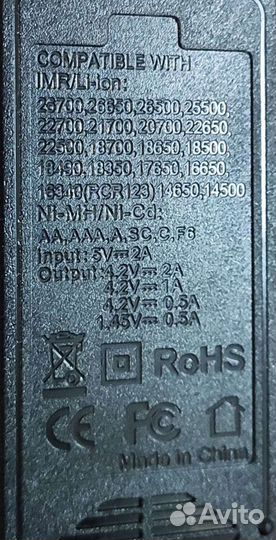 COMPATIBLE WITH
IMR/Li-ion:
26700,26650,26500,25500
22700,21700,20700,22650
22500,18700,18650,18500
18490,18350,17650,16650,
16340(RCR123)14650,14500
Ni-MH/Ni-Cd:
AA,AAA,A,SC,C,F6
Input: 5V⎓2A
Output:4.2V⎓2A
4.2V⎓1A
4.2V⎓0.5A
1.45V⎓0.5A
RoHS
CE FC
Made in China
Avito